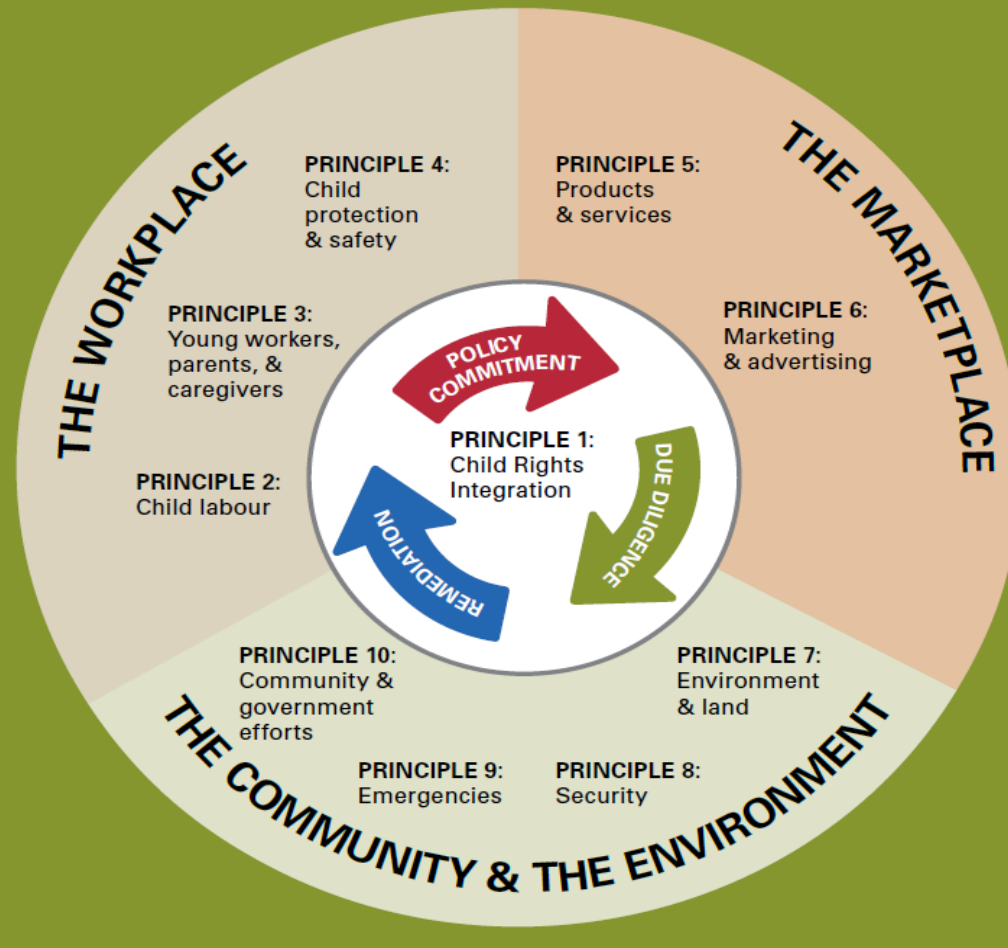 THE WORKPLACE
PRINCIPLE 4:
Child
protection
& safety
PRINCIPLE 3:
Young workers,
parents, &
caregivers
PRINCIPLE 2:
Child labour
THE MARKETPLACE
PRINCIPLE 5:
Products
& services
PRINCIPLE 6:
Marketing
& advertising
POLICY
COMMITMENT
PRINCIPLE 1:
Child Rights
Integration
DUE DILIGENCE
REMEDIATION
PRINCIPLE 10:
Community &
government
efforts
PRINCIPLE 9:
Emergencies
PRINCIPLE 8:
Security
PRINCIPLE 7:
Environment
& land
THE COMMUNITY & THE ENVIRONMENT